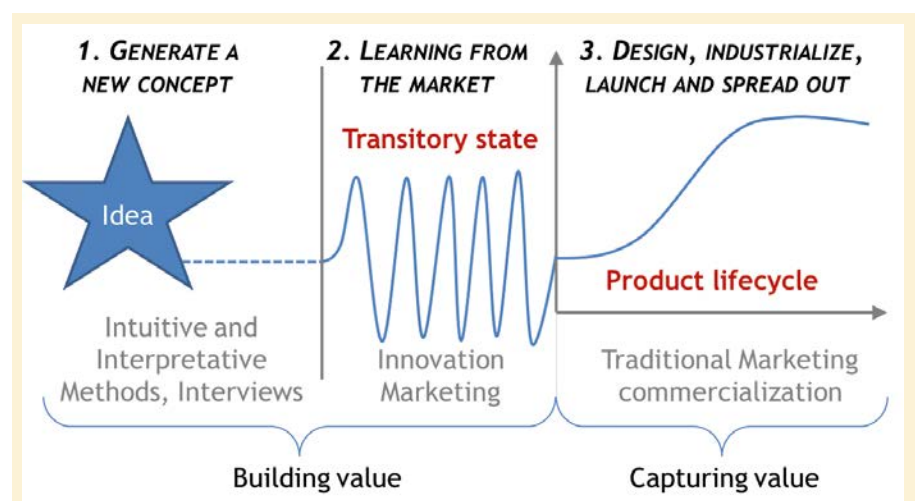 1. GENERATE A
NEW CONCEPT
2. LEARNING FROM
THE MARKET
3. DESIGN, INDUSTRIALIZE,
LAUNCH AND SPREAD OUT
Idea
Transitory state
Product lifecycle
Intuitive and
Interpretative
Methods, Interviews
Innovation
Marketing
Traditional Marketing
commercialization
Building value
Capturing value